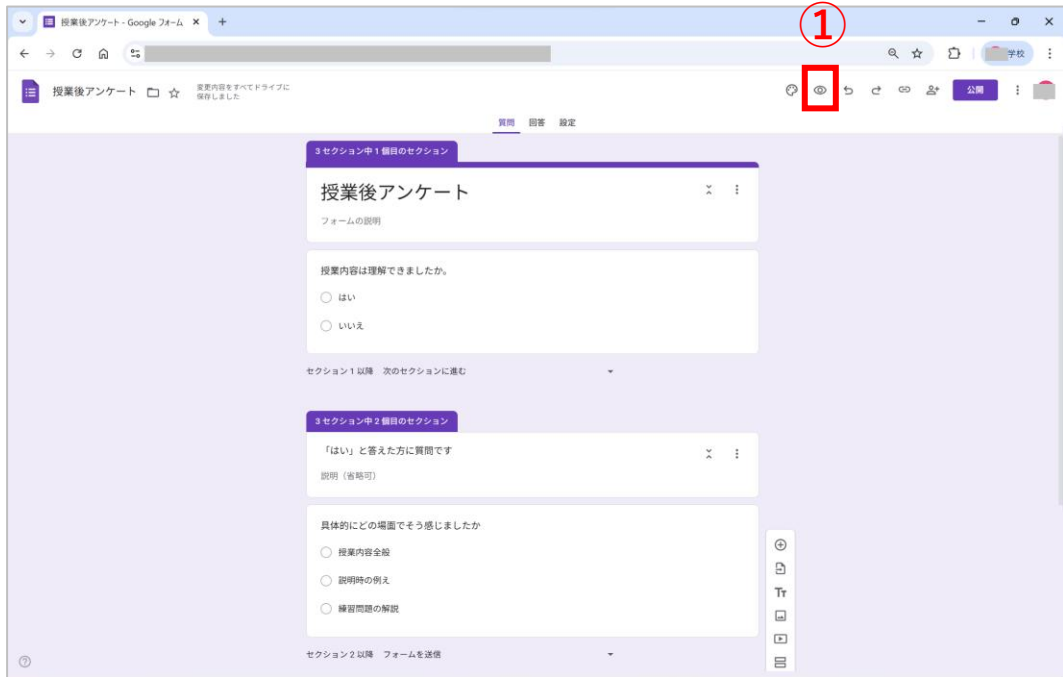 ①
授業後アンケート - Google フォーム
学校
授業後アンケート
変更内容をすべてドライブに
保存しました
公開
質問 回答 設定
3 セクション中 1 個目のセクション
授業後アンケート
フォームの説明
授業内容は理解できましたか。
はい
いいえ
セクション 1 以降 次のセクションに進む
3 セクション中 2 個目のセクション
「はい」と答えた方に質問です
説明（省略可）
具体的にどの場面でそう感じましたか
授業内容全般
説明時の例え
練習問題の解説
Tт
セクション 2 以降 フォームを送信